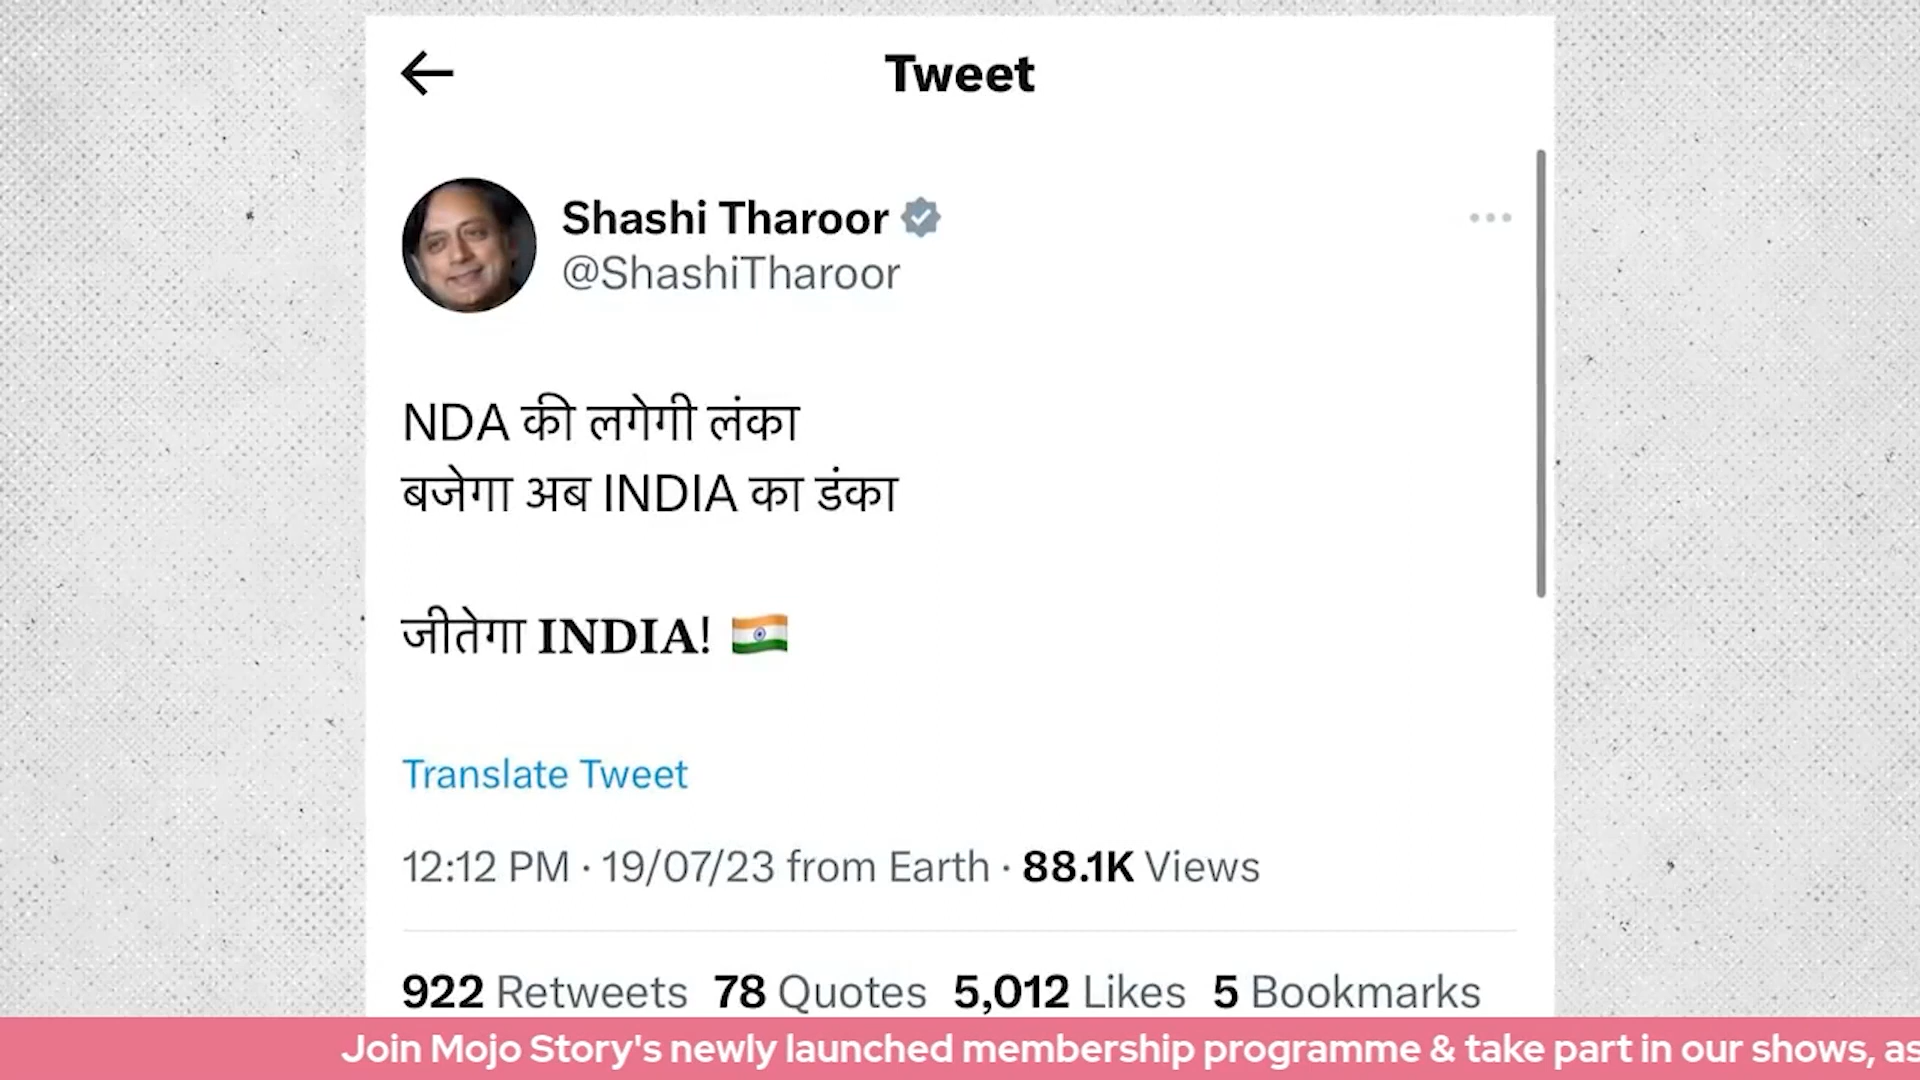 Tweet
Shashi Tharoor
@ShashiTharoor
NDA की लगेगी लंका
बजेगा अब INDIA का डंका
जीतेगा INDIA! 🇮🇳
Translate Tweet
12:12 PM · 19/07/23 from Earth · 88.1K Views
922 Retweets 78 Quotes 5,012 Likes 5 Bookmarks
Join Mojo Story's newly launched membership programme & take part in our shows, as